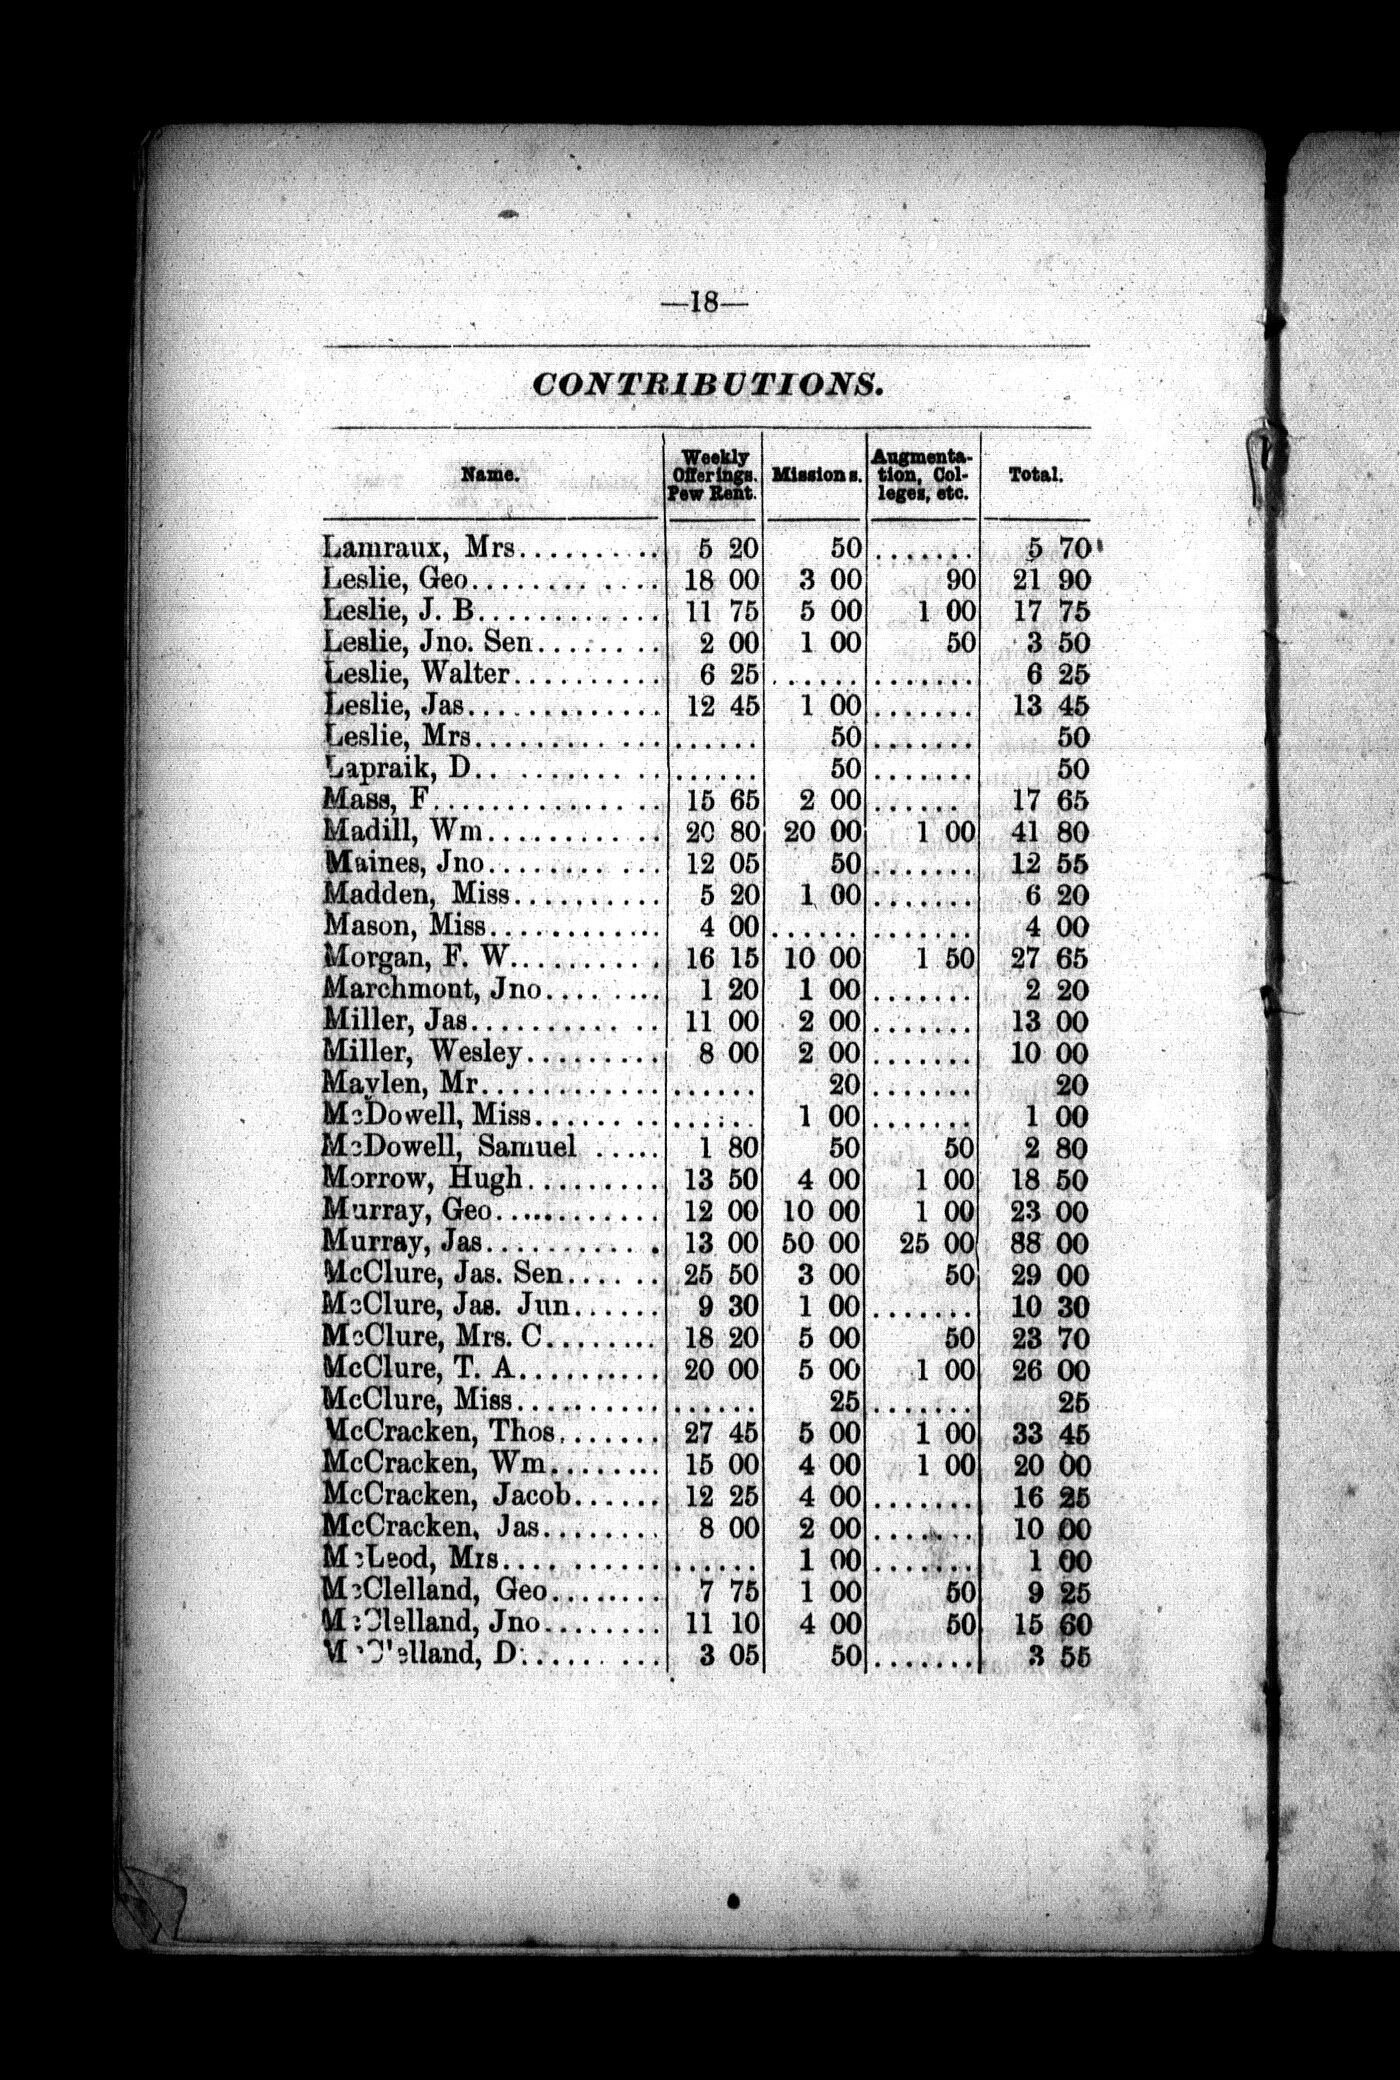 —18—
CONTRIBUTIONS.
Name. Weekly Offerings. Pew Rent. Missions. Augmentation, Colleges, etc. Total.
Lamraux, Mrs.......... 5 20 50 ....... 5 70
Leslie, Geo............. 18 00 3 00 90 21 90
Leslie, J. B............ 11 75 5 00 1 00 17 75
Leslie, Jno. Sen........ 2 00 1 00 50 3 50
Leslie, Walter.......... 6 25 ...... ....... 6 25
Leslie, Jas............. 12 45 1 00 ....... 13 45
Leslie, Mrs............. ...... 50 ....... 50
Lapraik, D............. ...... 50 ....... 50
Mass, F................ 15 65 2 00 ...... 17 65
Madill, Wm............ 20 80 20 00 1 00 41 80
Maines, Jno............ 12 05 50 ....... 12 55
Madden, Miss.......... 5 20 1 00 ....... 6 20
Mason, Miss............ 4 00 ...... ....... 4 00
Morgan, F. W.......... 16 15 10 00 1 50 27 65
Marchmont, Jno........ 1 20 1 00 ....... 2 20
Miller, Jas............. 11 00 2 00 ....... 13 00
Miller, Wesley......... 8 00 2 00 ....... 10 00
Maylen, Mr............ ...... 20 ....... 20
McDowell, Miss........ ...... 1 00 ....... 1 00
McDowell, Samuel ..... 1 80 50 50 2 80
Morrow, Hugh......... 13 50 4 00 1 00 18 50
Murray, Geo........... 12 00 10 00 1 00 23 00
Murray, Jas............ 13 00 50 00 25 00 88 00
McClure, Jas. Sen...... 25 50 3 00 50 29 00
McClure, Jas. Jun...... 9 30 1 00 ....... 10 30
McClure, Mrs. C........ 18 20 5 00 50 23 70
McClure, T. A.......... 20 00 5 00 1 00 26 00
McClure, Miss.......... ...... 25 ....... 25
McCracken, Thos....... 27 45 5 00 1 00 33 45
McCracken, Wm........ 15 00 4 00 1 00 20 00
McCracken, Jacob...... 12 25 4 00 ....... 16 25
McCracken, Jas........ 8 00 2 00 ....... 10 00
McLeod, Mrs........... ...... 1 00 ....... 1 00
McClelland, Geo........ 7 75 1 00 50 9 25
McClelland, Jno........ 11 10 4 00 50 15 60
McClelland, D.......... 3 05 50 ....... 3 55